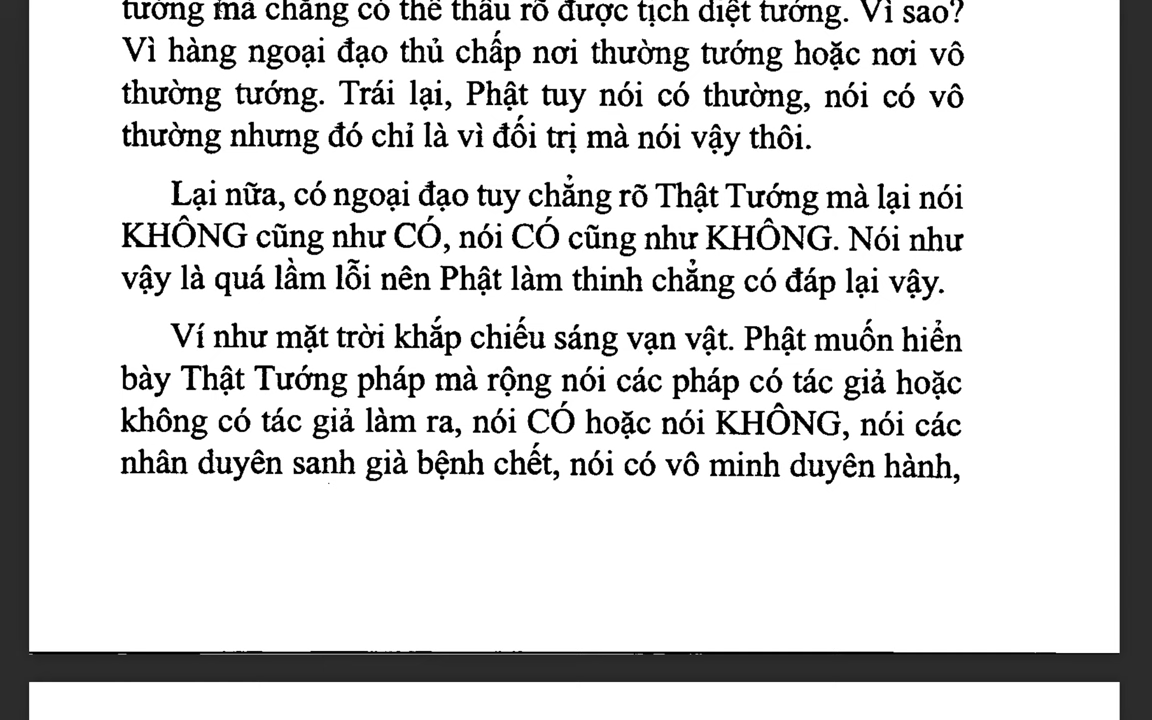 tướng mà chẳng có thể thấu rõ được tịch diệt tướng. Vì sao?
Vì hàng ngoại đạo thủ chấp nơi thường tướng hoặc nơi vô
thường tướng. Trái lại, Phật tuy nói có thường, nói có vô
thường nhưng đó chỉ là vì đối trị mà nói vậy thôi.
Lại nữa, có ngoại đạo tuy chẳng rõ Thật Tướng mà lại nói
KHÔNG cũng như CÓ, nói CÓ cũng như KHÔNG. Nói như
vậy là quá lầm lỗi nên Phật làm thinh chẳng có đáp lại vậy.
Ví như mặt trời khắp chiếu sáng vạn vật. Phật muốn hiển
bày Thật Tướng pháp mà rộng nói các pháp có tác giả hoặc
không có tác giả làm ra, nói CÓ hoặc nói KHÔNG, nói các
nhân duyên sanh già bệnh chết, nói có vô minh duyên hành,